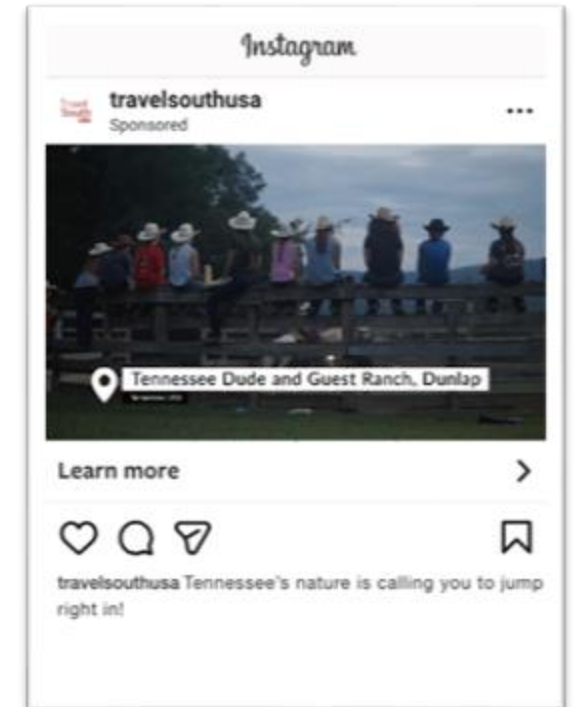 Instagram
travelsouthusa
Sponsored
Tennessee Dude and Guest Ranch, Dunlap
Learn more
travelsouthusa Tennessee's nature is calling you to jump
right in!